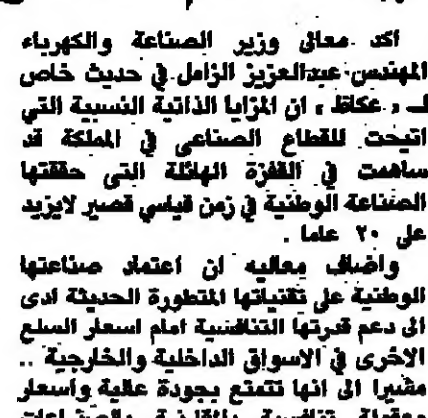 أكد معالي وزير الصناعة والكهرباء
المهندس عبدالعزيز الزامل في حديث خاص
لـ « عكاظ » ان المزايا الذاتية النسبية التي
اتيحت للقطاع الصناعي في المملكة قد
ساهمت في القفزة الهائلة التي حققتها
الصناعة الوطنية في زمن قياسي قصير لايزيد
على ٢٠ عاما .
واضاف معاليه ان اعتماد صناعتها
الوطنية على تقنياتها المتطورة الحديثة ادى
الى دعم قدرتها التنافسية امام اسعار السلع
الاخرى في الاسواق الداخلية والخارجية ..
مشيرا الى انها تتمتع بجودة عالية واسعار